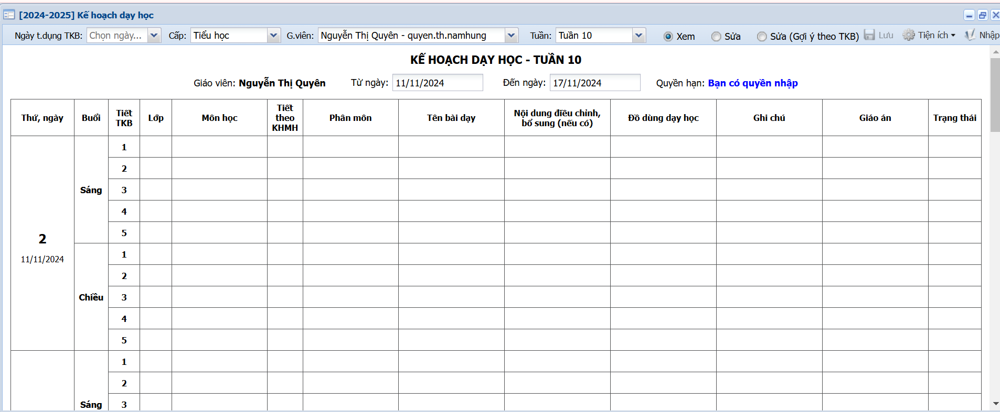 [2024-2025] Kế hoạch dạy học
Ngày t.dụng TKB: Chọn ngày... Cấp: Tiểu học G.viên: Nguyễn Thị Quyên - quyen.th.namhung Tuần: Tuần 10 Xem Sửa Sửa (Gợi ý theo TKB) Lưu Tiện ích Nhập
KẾ HOẠCH DẠY HỌC - TUẦN 10
Giáo viên: Nguyễn Thị Quyên Từ ngày: 11/11/2024 Đến ngày: 17/11/2024 Quyền hạn: Bạn có quyền nhập
Thứ, ngày Buổi Tiết TKB Lớp Môn học Tiết theo KHMH Phân môn Tên bài dạy Nội dung điều chỉnh, bổ sung (nếu có) Đồ dùng dạy học Ghi chú Giáo án Trạng thái
2
11/11/2024
Sáng
1
2
3
4
5
Chiều
1
2
3
4
5
Sáng
1
2
3